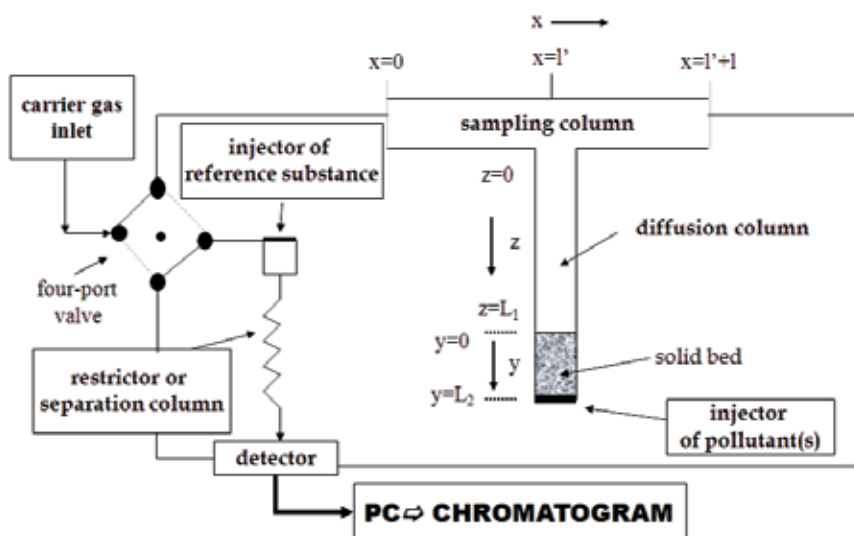 x
x=0
x=l'
x=l'+l
carrier gas
inlet
sampling column
injector of
reference substance
z=0
diffusion column
z
four-port
valve
z=L₁
y=0
y
solid bed
restrictor or
separation column
y=L₂
injector
of pollutant(s)
detector
PC⇨ CHROMATOGRAM